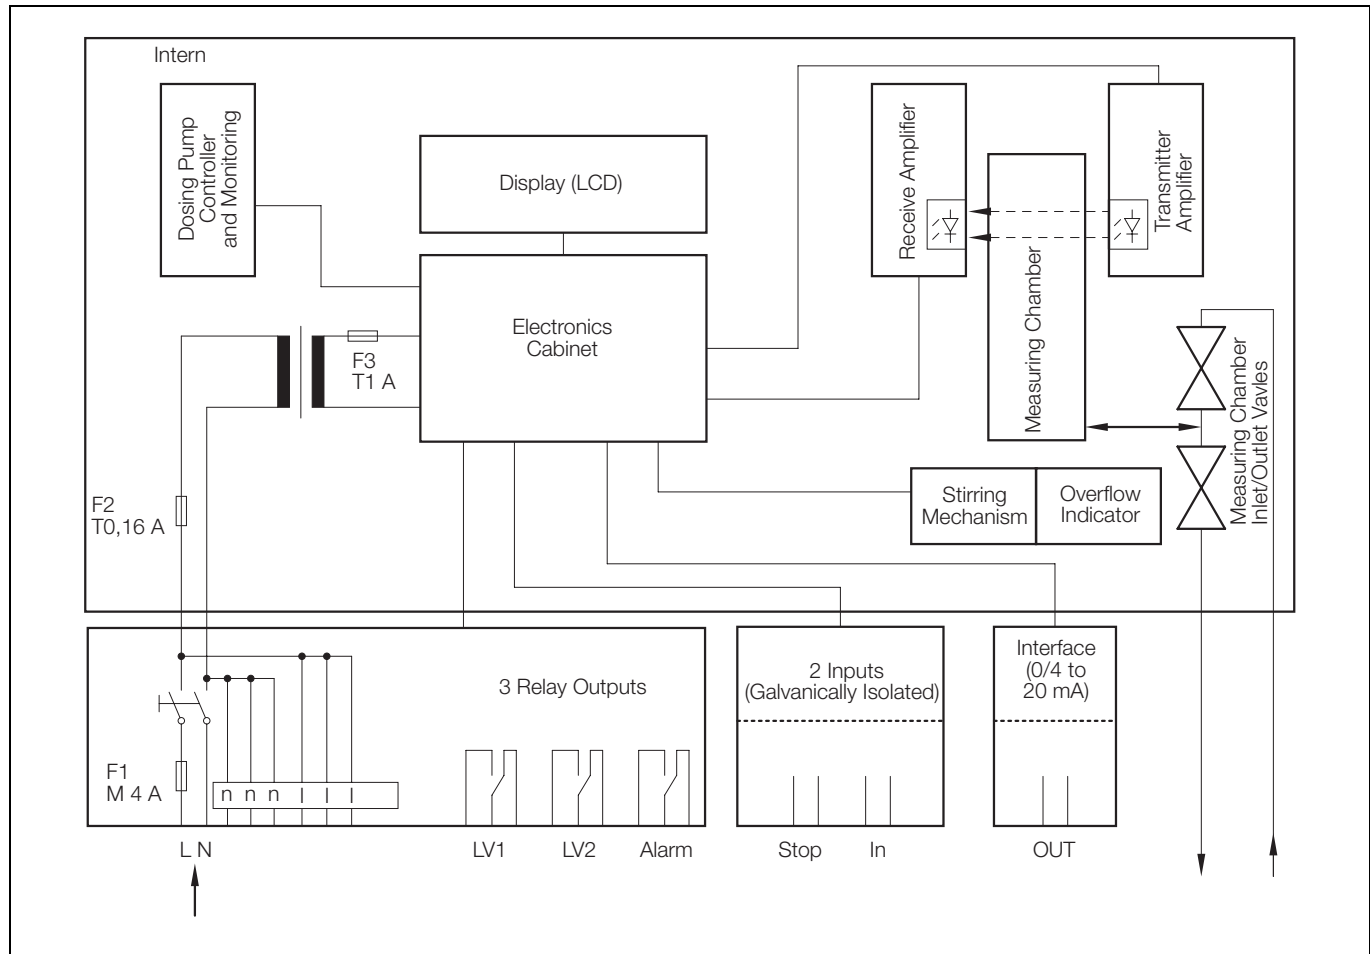 Intern
Dosing Pump
Controller
and Monitoring
Display (LCD)
Receive Amplifier
Measuring Chamber
Transmitter
Amplifier
Electronics
Cabinet
F3
T1 A
Measuring Chamber
Inlet/Outlet Vavles
F2
T0,16 A
Stirring
Mechanism
Overflow
Indicator
3 Relay Outputs
2 Inputs
(Galvanically Isolated)
Interface
(0/4 to
20 mA)
F1
M 4 A
n n n l l l
L N
LV1
LV2
Alarm
Stop
In
OUT